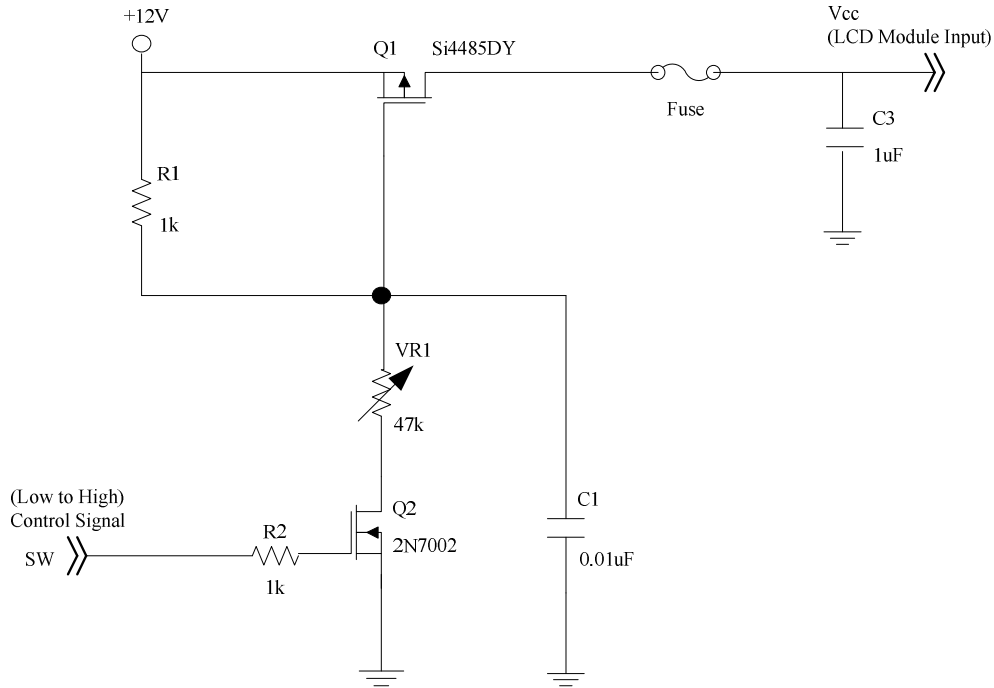 +12V
Q1
Si4485DY
Vcc
(LCD Module Input)
Fuse
C3
1uF
R1
1k
VR1
47k
(Low to High)
Control Signal
SW
R2
1k
Q2
2N7002
C1
0.01uF